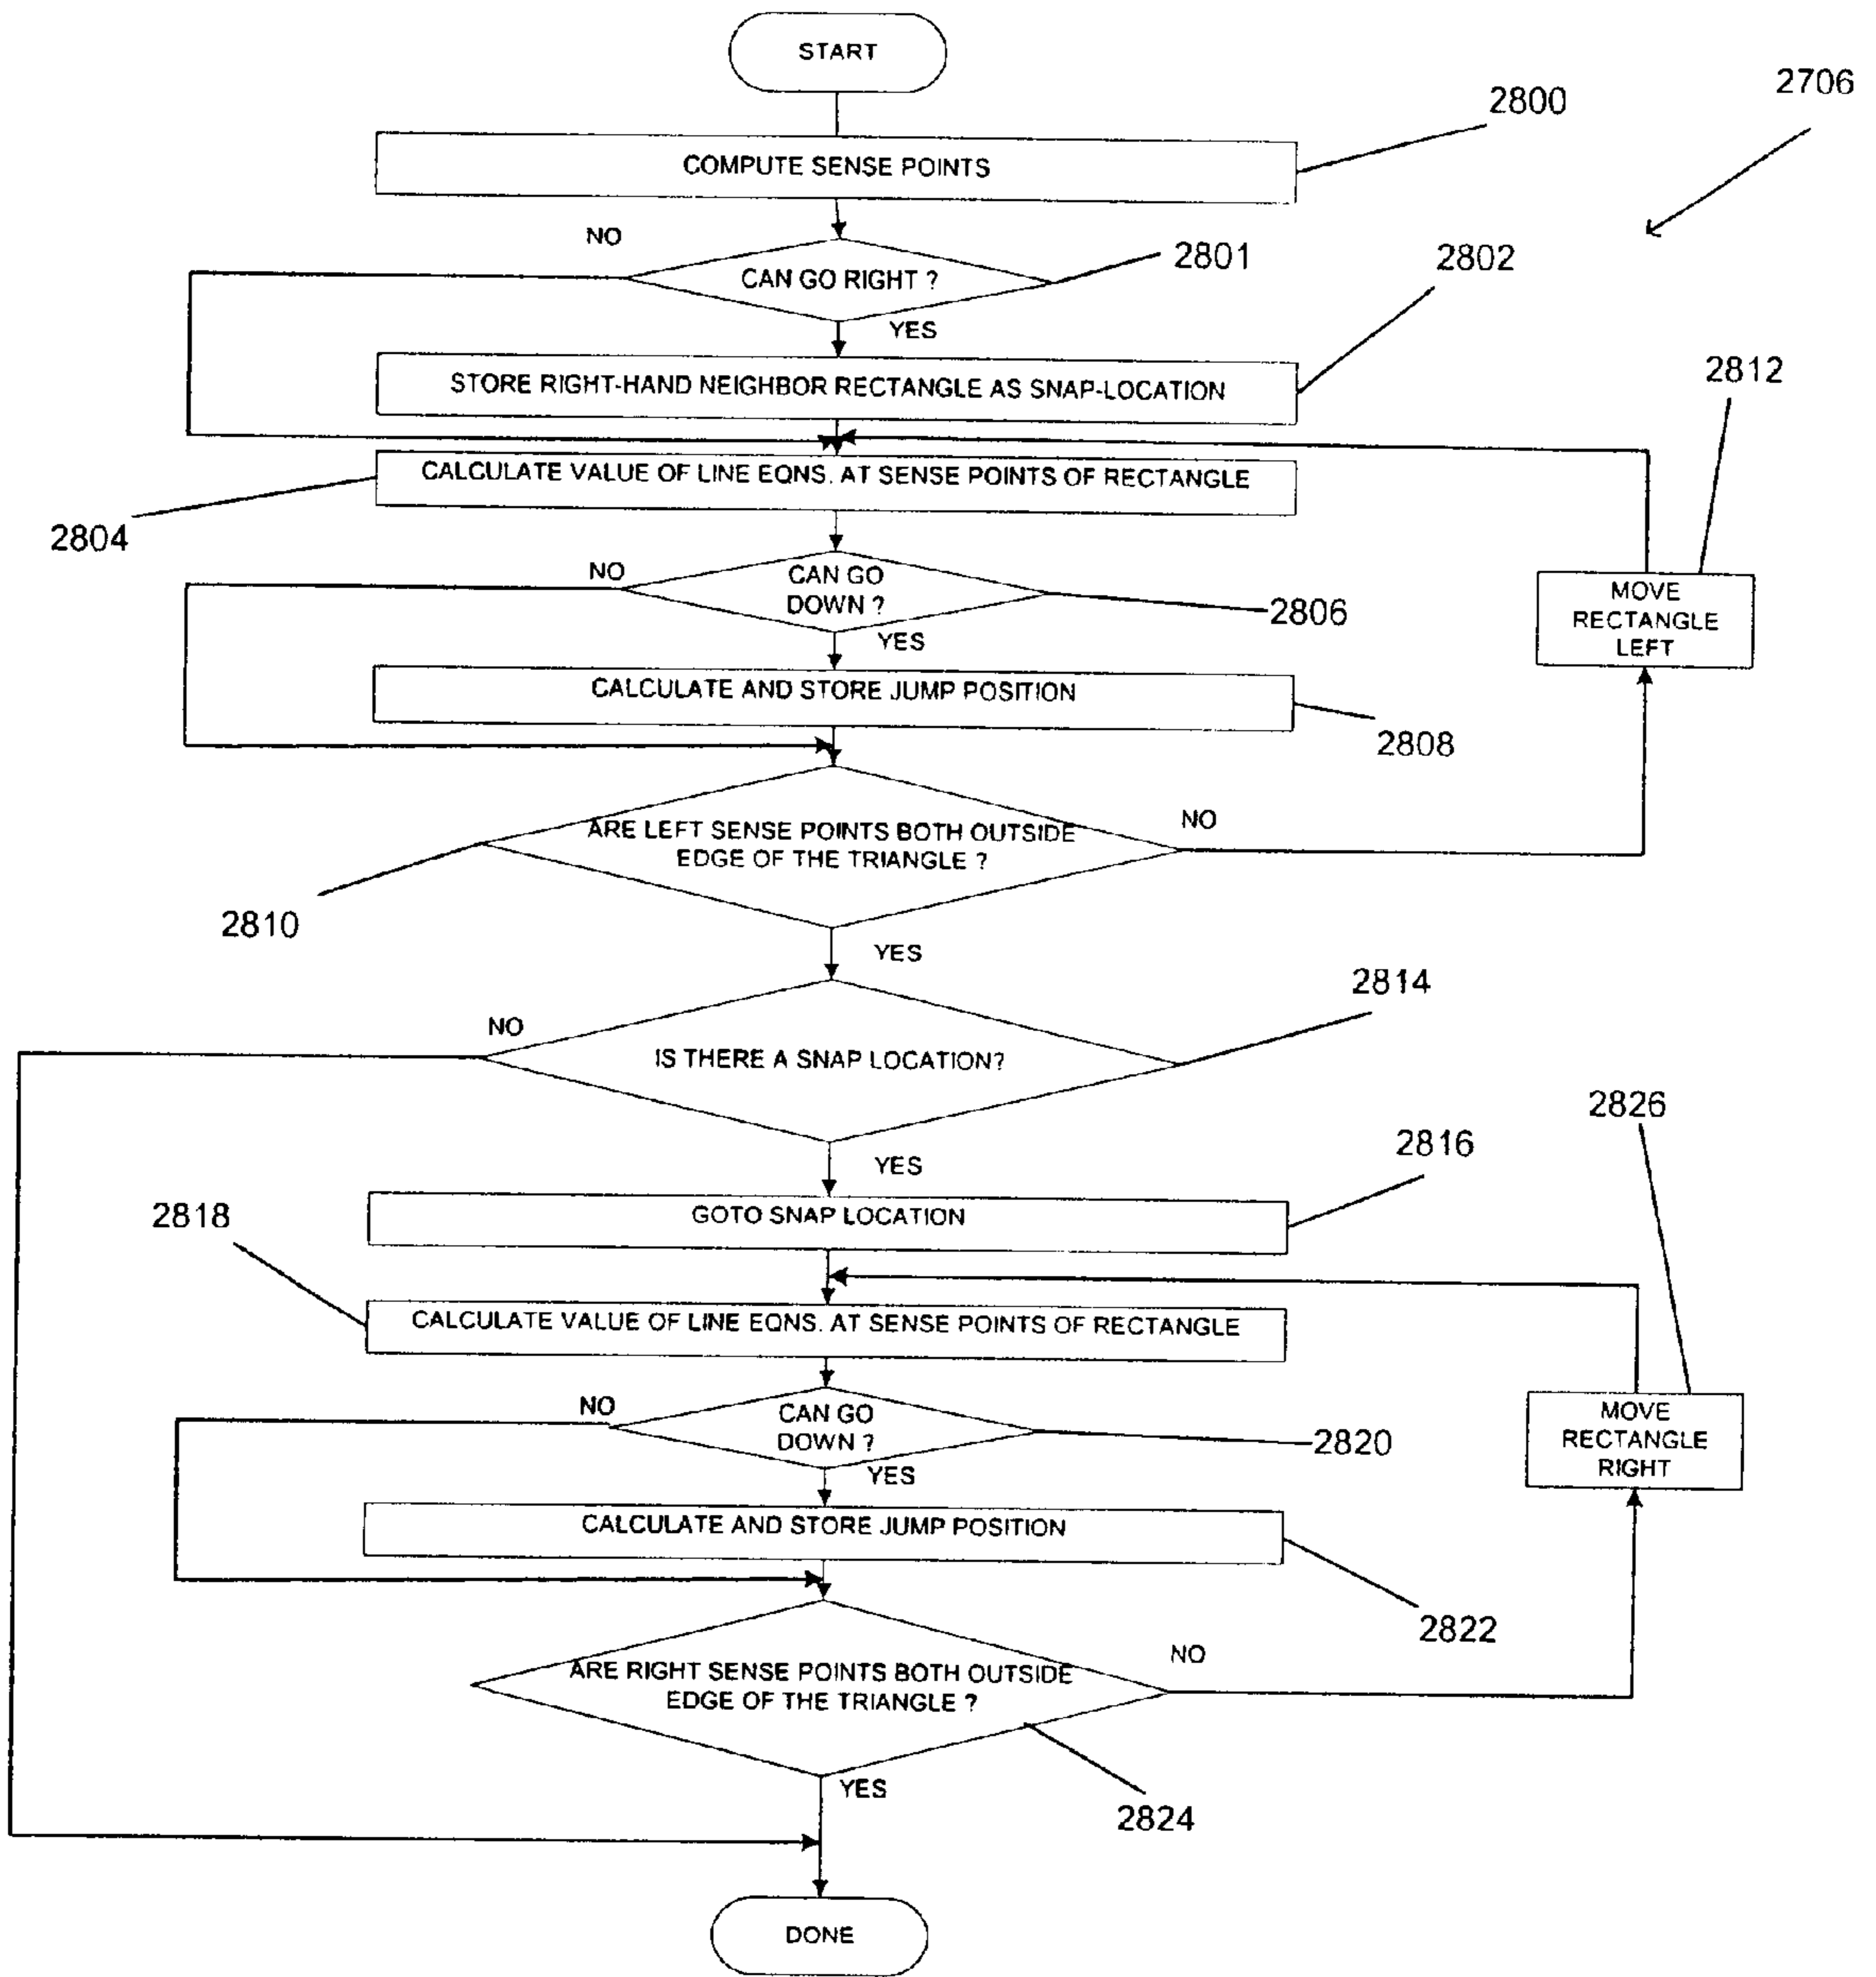 START
2706
2800
COMPUTE SENSE POINTS
NO
CAN GO RIGHT ?
2801
2802
YES
STORE RIGHT-HAND NEIGHBOR RECTANGLE AS SNAP-LOCATION
2812
CALCULATE VALUE OF LINE EQNS. AT SENSE POINTS OF RECTANGLE
2804
NO
CAN GO
DOWN ?
2806
MOVE
RECTANGLE
LEFT
YES
CALCULATE AND STORE JUMP POSITION
2808
ARE LEFT SENSE POINTS BOTH OUTSIDE
EDGE OF THE TRIANGLE ?
NO
2810
YES
2814
NO
IS THERE A SNAP LOCATION?
2826
2816
YES
GOTO SNAP LOCATION
2818
CALCULATE VALUE OF LINE EQNS. AT SENSE POINTS OF RECTANGLE
NO
CAN GO
DOWN ?
2820
MOVE
RECTANGLE
RIGHT
YES
CALCULATE AND STORE JUMP POSITION
2822
ARE RIGHT SENSE POINTS BOTH OUTSIDE
EDGE OF THE TRIANGLE ?
NO
YES
2824
DONE